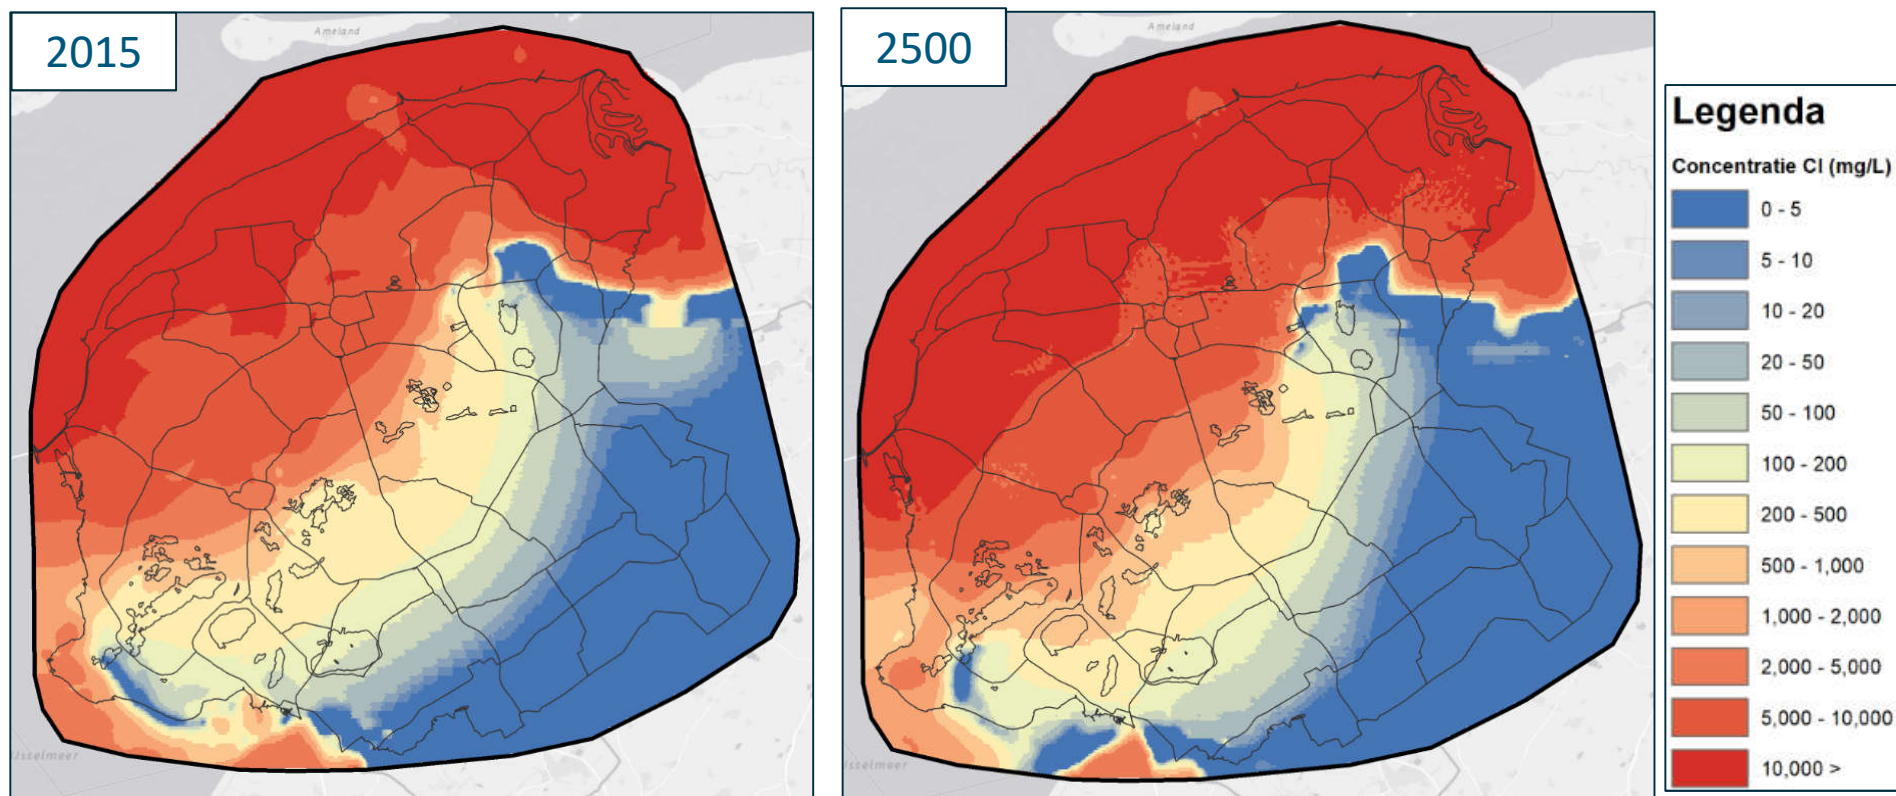 2015
Ameland
IJsselmeer
2500
Ameland
IJsselmeer
Legenda
Concentratie Cl (mg/L)
0 - 5
5 - 10
10 - 20
20 - 50
50 - 100
100 - 200
200 - 500
500 - 1,000
1,000 - 2,000
2,000 - 5,000
5,000 - 10,000
10,000 >